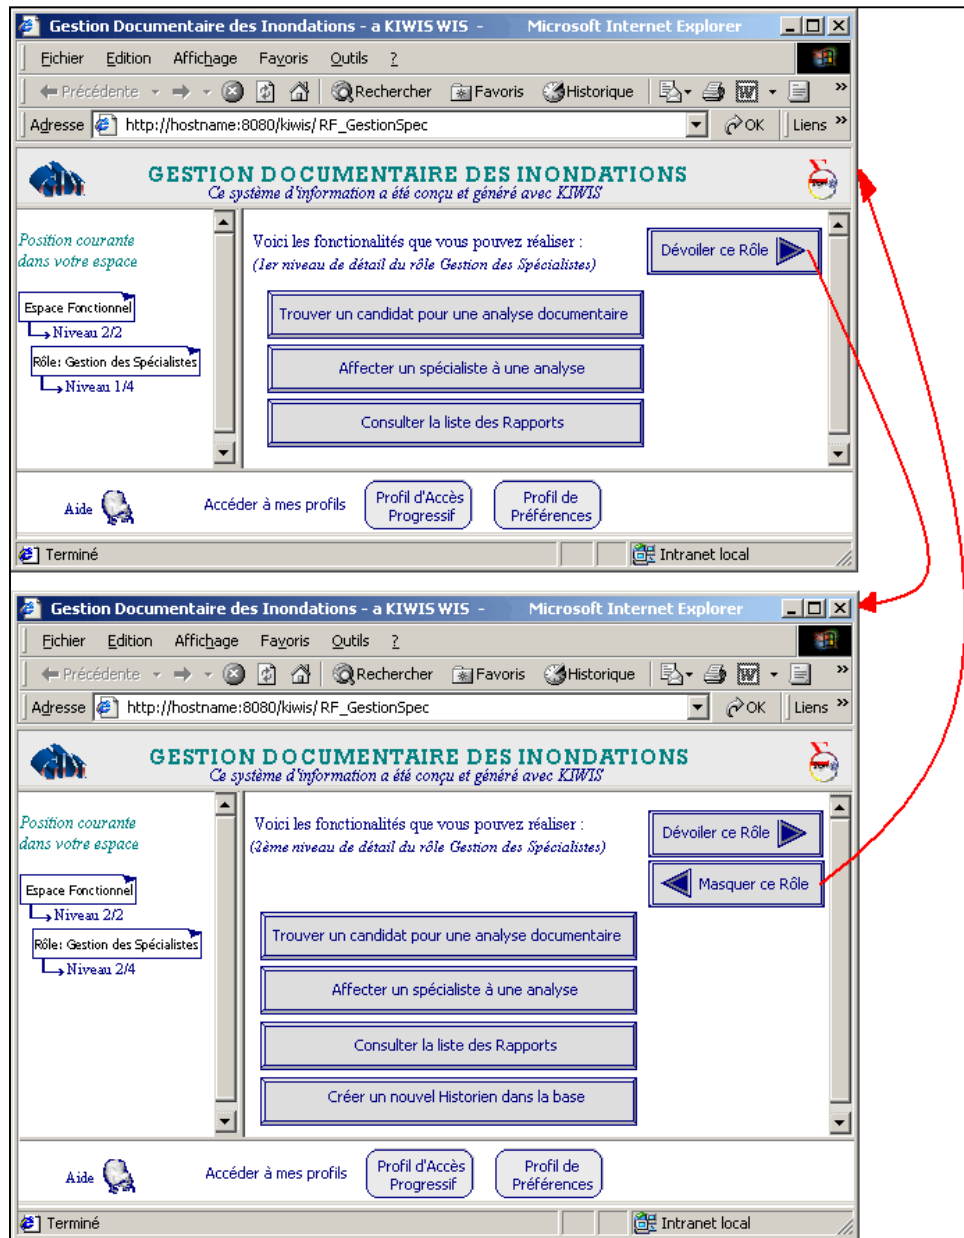 Gestion Documentaire des Inondations - a KIWIS WIS - Microsoft Internet Explorer
Fichier Edition Affichage Favoris Outils ?
Précédente Rechercher Favoris Historique »
Adresse http://hostname:8080/kiwis/RF_GestionSpec OK Liens »
GESTION DOCUMENTAIRE DES INONDATIONS
Ce système d'information a été conçu et généré avec KIWIS
Position courante
dans votre espace
Espace Fonctionnel
Niveau 2/2
Rôle: Gestion des Spécialistes
Niveau 1/4
Voici les fonctionalités que vous pouvez réaliser :
(1er niveau de détail du rôle Gestion des Spécialistes)
Dévoiler ce Rôle
Trouver un candidat pour une analyse documentaire
Affecter un spécialiste à une analyse
Consulter la liste des Rapports
Aide
Accéder à mes profils
Profil d'Accès
Progressif
Profil de
Préférences
Terminé Intranet local
Gestion Documentaire des Inondations - a KIWIS WIS - Microsoft Internet Explorer
Fichier Edition Affichage Favoris Outils ?
Précédente Rechercher Favoris Historique »
Adresse http://hostname:8080/kiwis/RF_GestionSpec OK Liens »
GESTION DOCUMENTAIRE DES INONDATIONS
Ce système d'information a été conçu et généré avec KIWIS
Position courante
dans votre espace
Espace Fonctionnel
Niveau 2/2
Rôle: Gestion des Spécialistes
Niveau 2/4
Voici les fonctionalités que vous pouvez réaliser :
(2ème niveau de détail du rôle Gestion des Spécialistes)
Dévoiler ce Rôle
Masquer ce Rôle
Trouver un candidat pour une analyse documentaire
Affecter un spécialiste à une analyse
Consulter la liste des Rapports
Créer un nouvel Historien dans la base
Aide
Accéder à mes profils
Profil d'Accès
Progressif
Profil de
Préférences
Terminé Intranet local